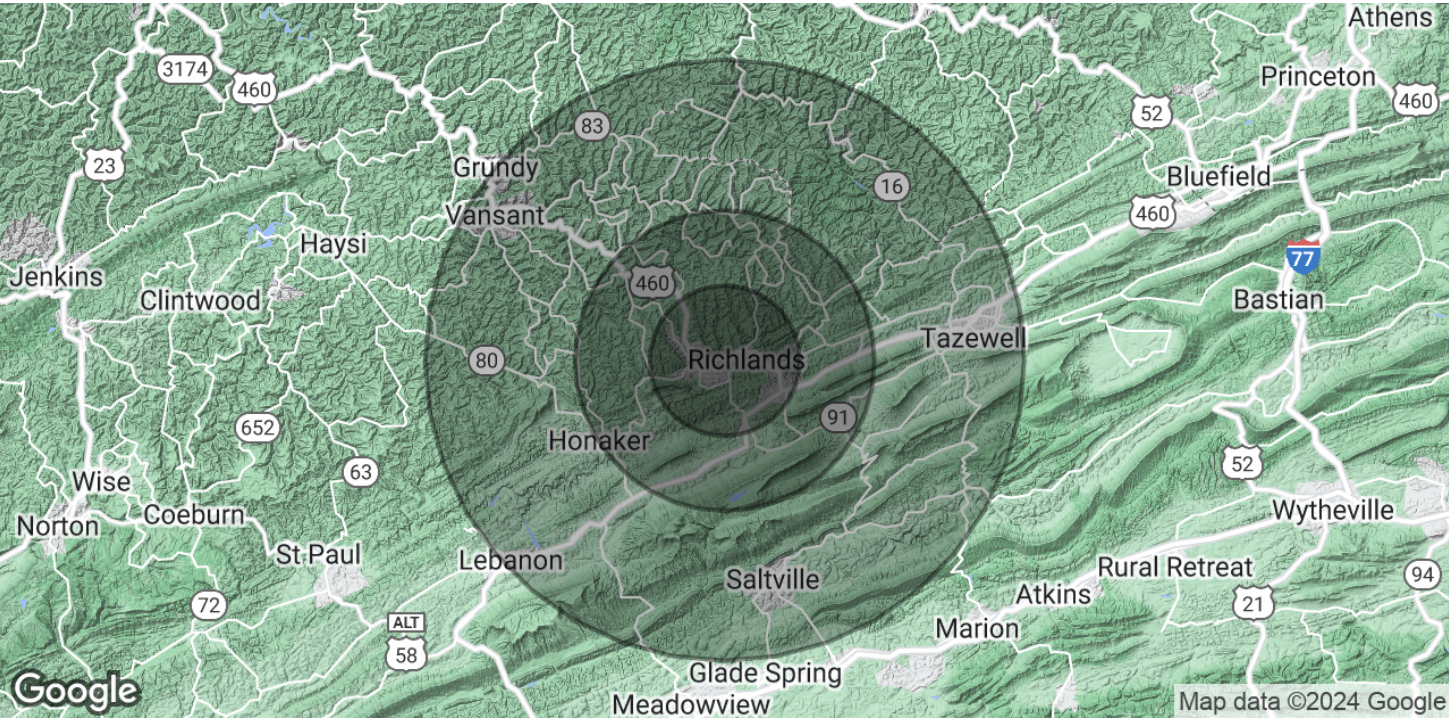 Athens
3174
Princeton
460
460
52
83
23
Grundy
Bluefield
16
Vansant
460
Haysi
77
Jenkins
460
Clintwood
Bastian
Tazewell
80
Richlands
91
652
Honaker
52
63
Wise
Wytheville
Coeburn
Norton
St Paul
Lebanon
Rural Retreat
94
Saltville
Atkins
72
21
ALT
58
Marion
Glade Spring
Google
Meadowview
Map data ©2024 Google